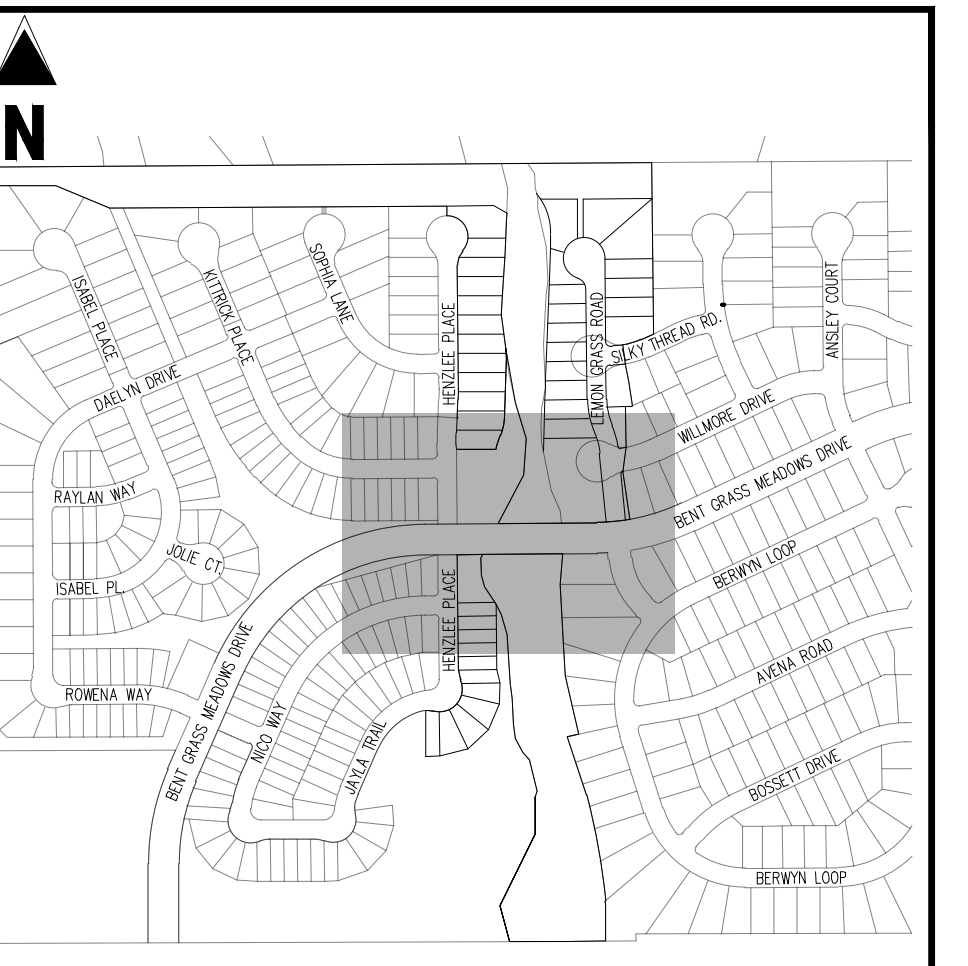 N
ISABEL PLACE
KITTRICK PLACE
SOPHIA LANE
HENZLEE PLACE
LEMON GRASS ROAD
SILKY THREAD RD.
ANSLEY COURT
DAELYN DRIVE
WILLMORE DRIVE
BENT GRASS MEADOWS DRIVE
RAYLAN WAY
JOLIE CT.
ISABEL PL.
BERWYN LOOP
HENZLEE PLACE
BENT GRASS MEADOWS DRIVE
AVENA ROAD
ROWENA WAY
NICO WAY
JAYLA TRAIL
BOSSETT DRIVE
BERWYN LOOP